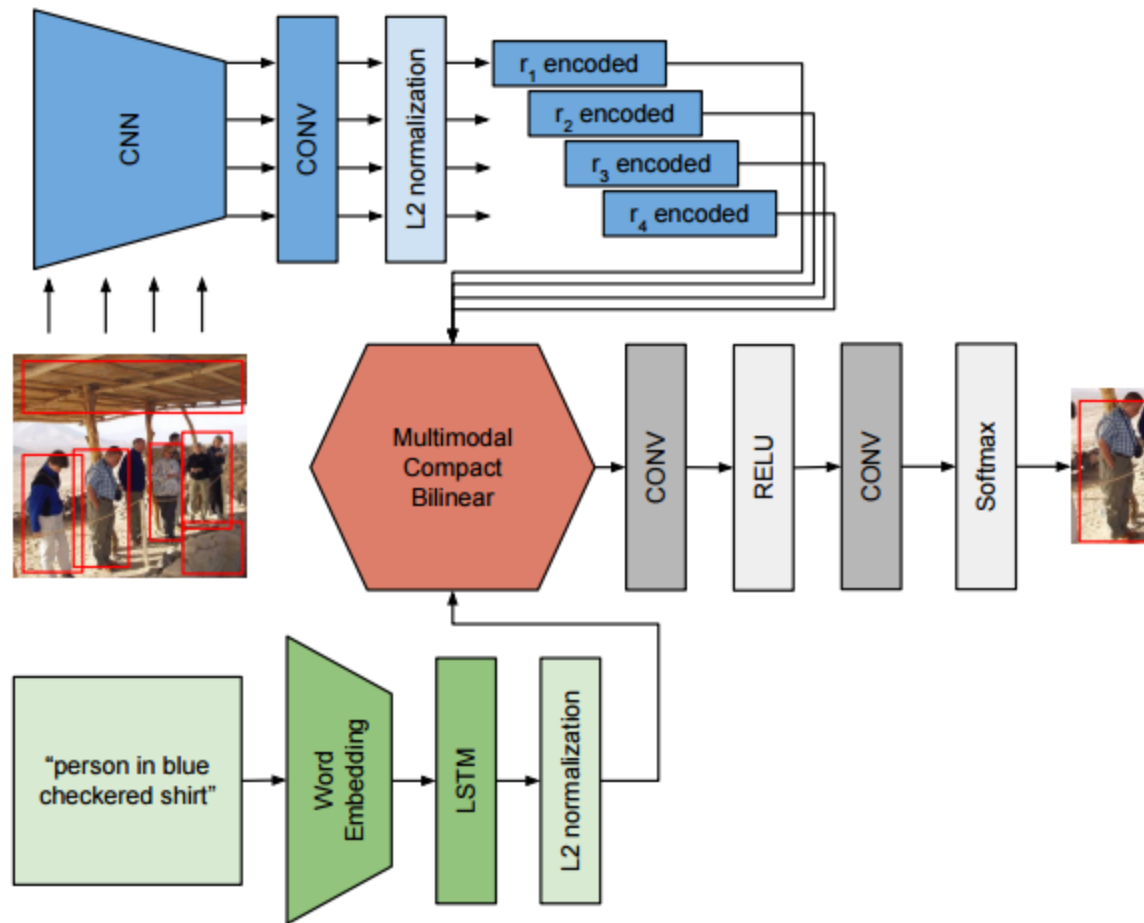 CNN
CONV
L2 normalization
r₁ encoded
r₂ encoded
r₃ encoded
r₄ encoded
Multimodal
Compact
Bilinear
CONV
RELU
CONV
Softmax
“person in blue
checkered shirt”
Word
Embedding
LSTM
L2 normalization